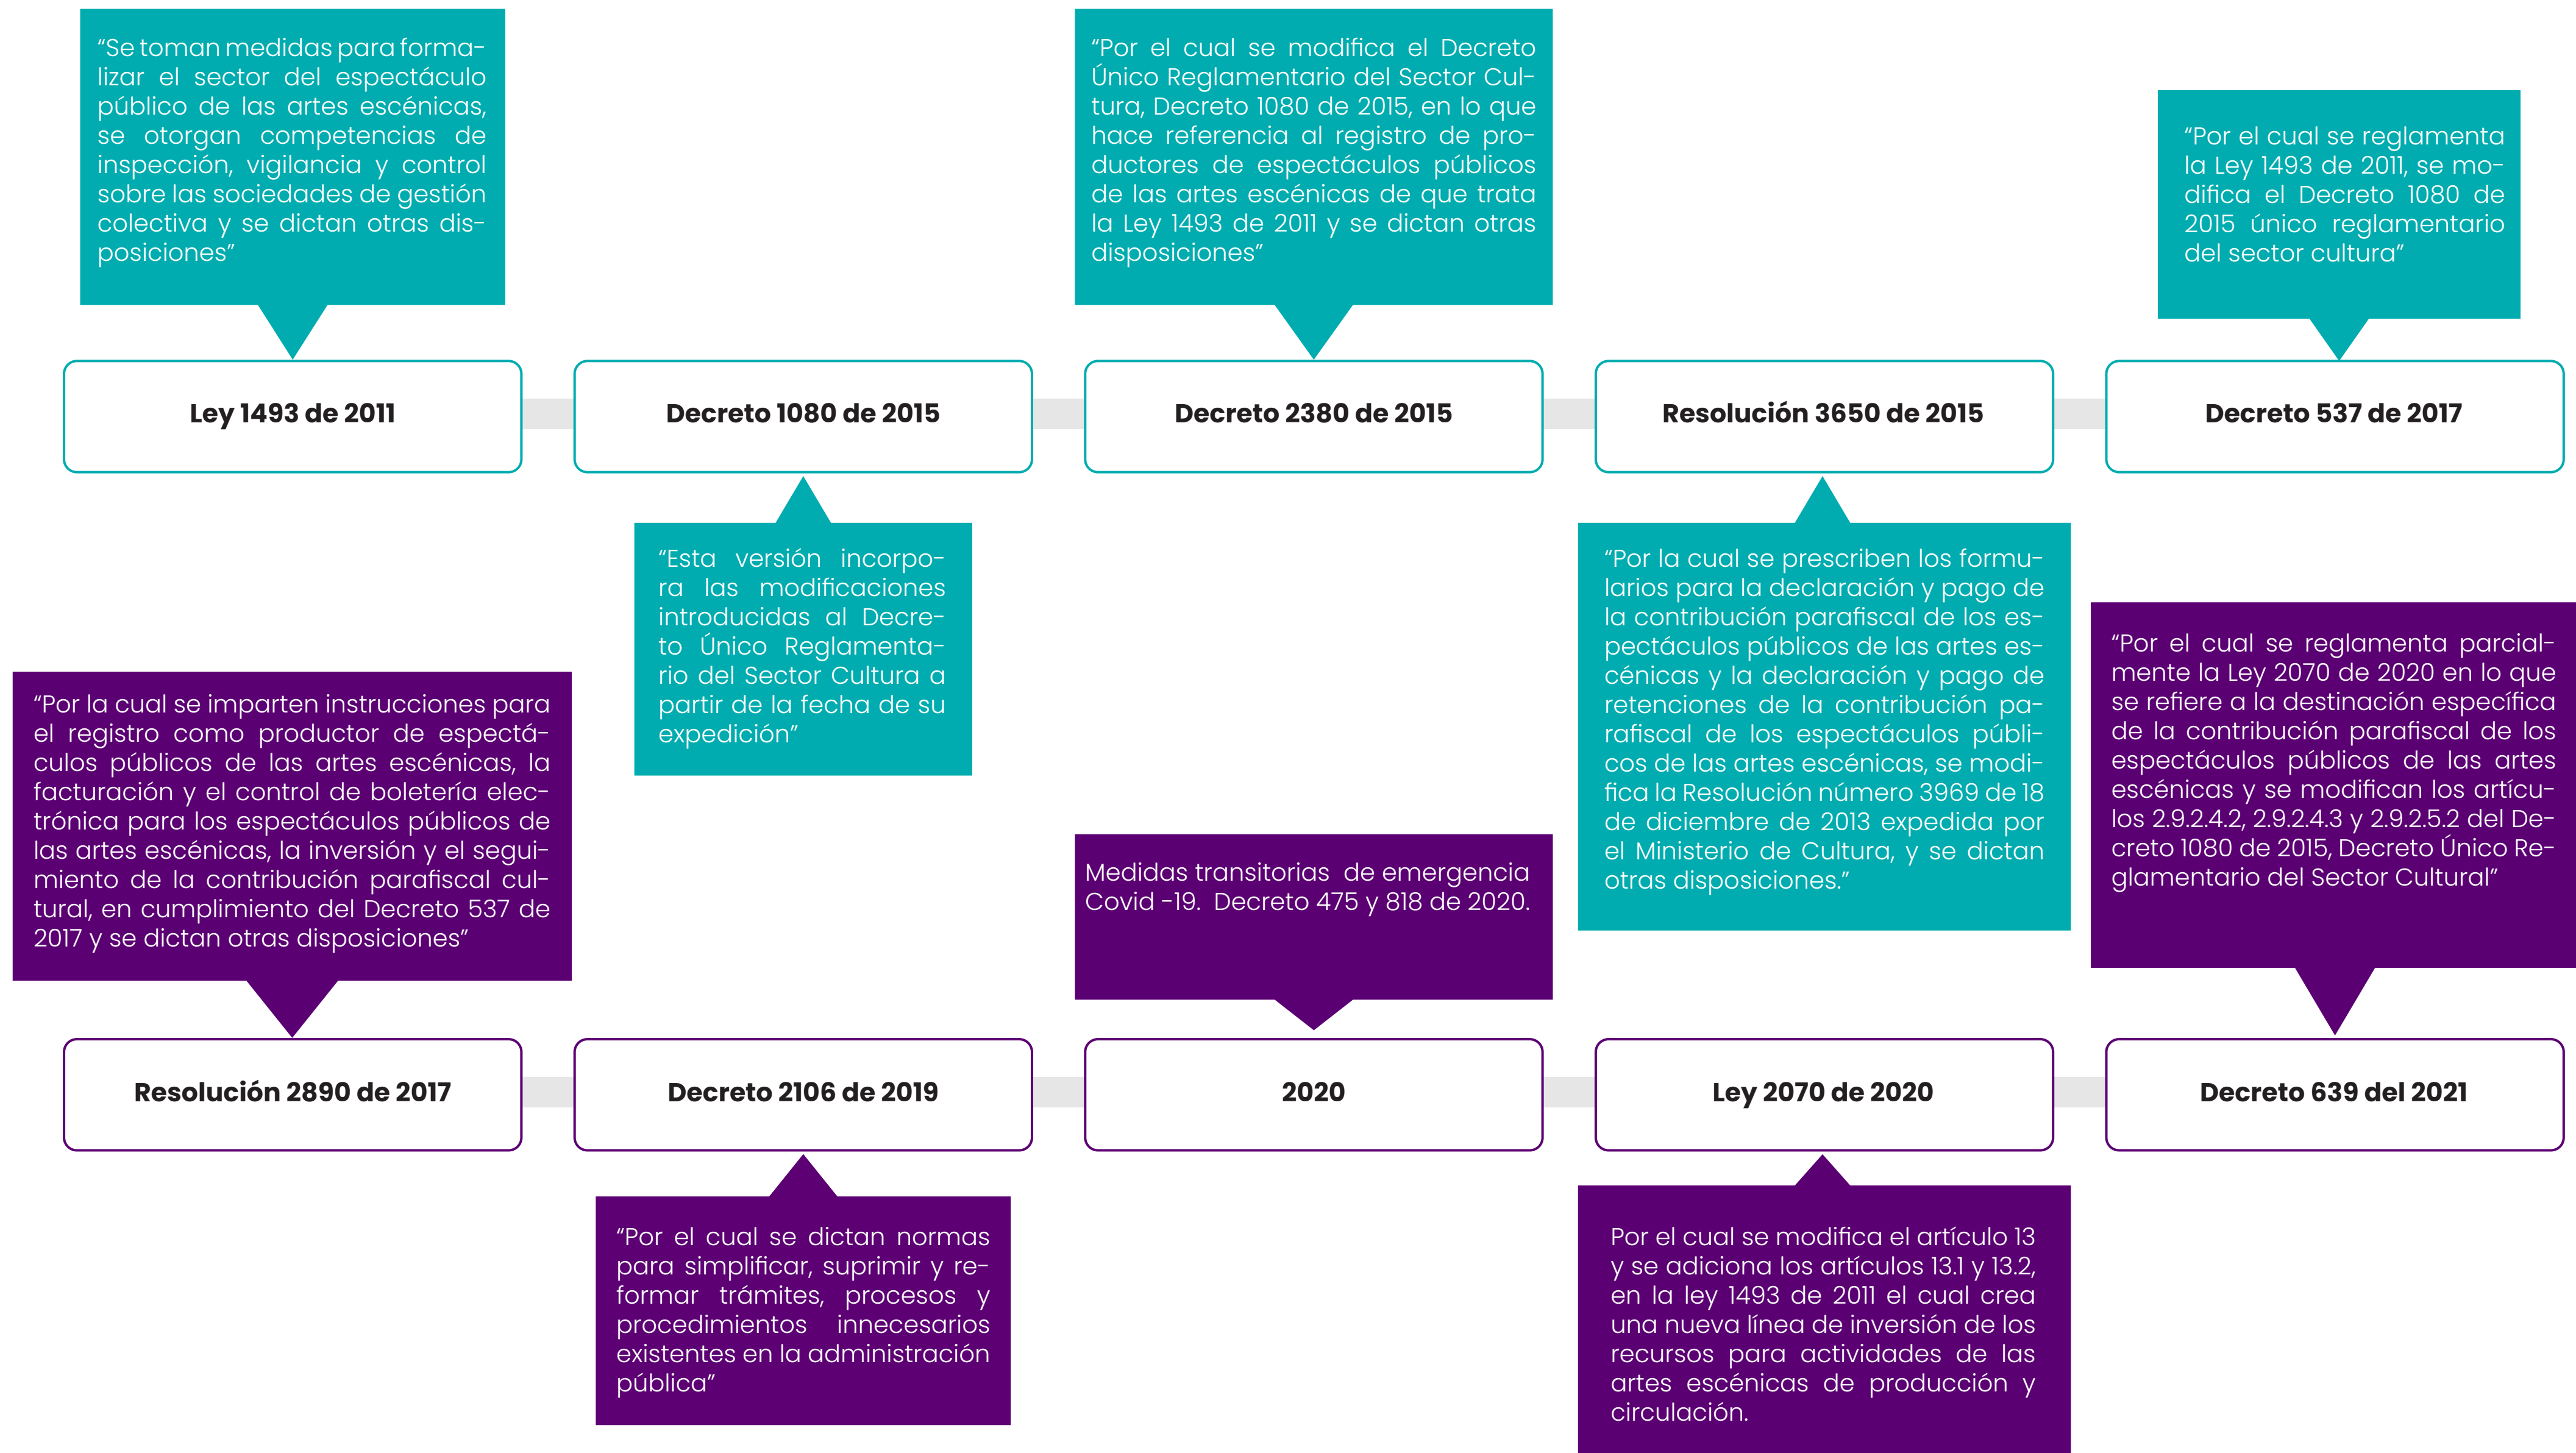 “Se toman medidas para forma-
lizar el sector del espectáculo
público de las artes escénicas,
se otorgan competencias de
inspección, vigilancia y control
sobre las sociedades de gestión
colectiva y se dictan otras dis-
posiciones”
Ley 1493 de 2011
“Esta versión incorpo-
ra las modificaciones
introducidas al Decre-
to Único Reglamenta-
rio del Sector Cultura a
partir de la fecha de su
expedición”
Decreto 1080 de 2015
“Por el cual se modifica el Decreto
Único Reglamentario del Sector Cul-
tura, Decreto 1080 de 2015, en lo que
hace referencia al registro de pro-
ductores de espectáculos públicos
de las artes escénicas de que trata
la Ley 1493 de 2011 y se dictan otras
disposiciones”
Decreto 2380 de 2015
Resolución 3650 de 2015
“Por la cual se prescriben los formu-
larios para la declaración y pago de
la contribución parafiscal de los es-
pectáculos públicos de las artes es-
cénicas y la declaración y pago de
retenciones de la contribución pa-
rafiscal de los espectáculos públi-
cos de las artes escénicas, se modi-
fica la Resolución número 3969 de 18
de diciembre de 2013 expedida por
el Ministerio de Cultura, y se dictan
otras disposiciones.”
“Por el cual se reglamenta
la Ley 1493 de 2011, se mo-
difica el Decreto 1080 de
2015 único reglamentario
del sector cultura”
Decreto 537 de 2017
“Por la cual se imparten instrucciones para
el registro como productor de espectá-
culos públicos de las artes escénicas, la
facturación y el control de boletería elec-
trónica para los espectáculos públicos de
las artes escénicas, la inversión y el segui-
miento de la contribución parafiscal cul-
tural, en cumplimiento del Decreto 537 de
2017 y se dictan otras disposiciones”
Resolución 2890 de 2017
Decreto 2106 de 2019
“Por el cual se dictan normas
para simplificar, suprimir y re-
formar trámites, procesos y
procedimientos innecesarios
existentes en la administración
pública”
Medidas transitorias de emergencia
Covid -19. Decreto 475 y 818 de 2020.
2020
Ley 2070 de 2020
Por el cual se modifica el artículo 13
y se adiciona los artículos 13.1 y 13.2,
en la ley 1493 de 2011 el cual crea
una nueva línea de inversión de los
recursos para actividades de las
artes escénicas de producción y
circulación.
“Por el cual se reglamenta parcial-
mente la Ley 2070 de 2020 en lo que
se refiere a la destinación específica
de la contribución parafiscal de los
espectáculos públicos de las artes
escénicas y se modifican los artícu-
los 2.9.2.4.2, 2.9.2.4.3 y 2.9.2.5.2 del De-
creto 1080 de 2015, Decreto Único Re-
glamentario del Sector Cultural”
Decreto 639 del 2021